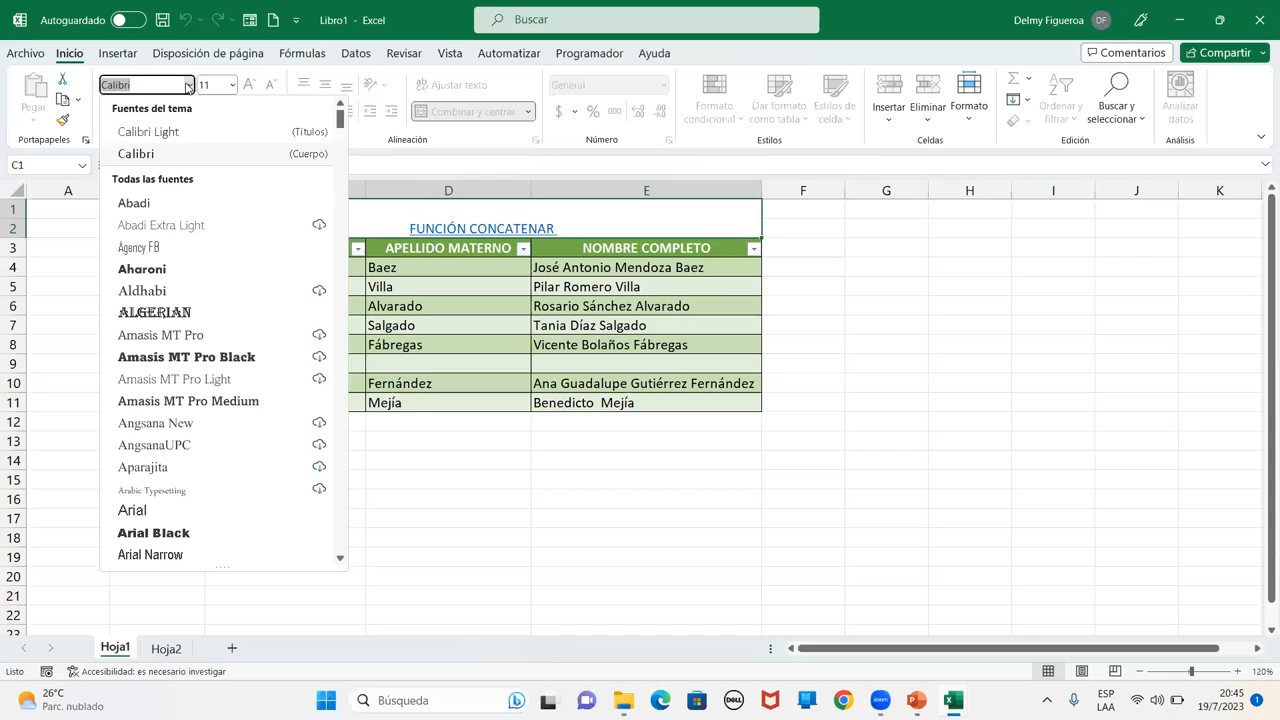 Autoguardado
Libro1 - Excel
Buscar
Delmy Figueroa
DF
Archivo
Inicio
Insertar
Disposición de página
Fórmulas
Datos
Revisar
Vista
Automatizar
Programador
Ayuda
Comentarios
Compartir
Pegar
Portapapeles
Calibri
11
Ajustar texto
Combinar y centrar
Alineación
General
$
%
000
Número
Formato
condicional
Dar formato
como tabla
Estilos de
celda
Estilos
Insertar
Eliminar
Formato
Celdas
Ordenar y
filtrar
Buscar y
seleccionar
Edición
Analizar
datos
Análisis
C1
Fuentes del tema
Calibri Light (Títulos)
Calibri (Cuerpo)
Todas las fuentes
Abadi
Abadi Extra Light
Agency FB
Aharoni
Aldhabi
ALGERIAN
Amasis MT Pro
Amasis MT Pro Black
Amasis MT Pro Light
Amasis MT Pro Medium
Angsana New
AngsanaUPC
Aparajita
Arabic Typesetting
Arial
Arial Black
Arial Narrow
A D E F G H I J K
1
2 FUNCIÓN CONCATENAR
3 APELLIDO MATERNO NOMBRE COMPLETO
4 Baez José Antonio Mendoza Baez
5 Villa Pilar Romero Villa
6 Alvarado Rosario Sánchez Alvarado
7 Salgado Tania Díaz Salgado
8 Fábregas Vicente Bolaños Fábregas
9
10 Fernández Ana Guadalupe Gutiérrez Fernández
11 Mejía Benedicto  Mejía
12
13
14
15
16
17
18
19
20
21
22
23
Hoja1
Hoja2
Listo
Accesibilidad: es necesario investigar
120%
26°C
Parc. nublado
Búsqueda
DELL
zoom
ESP
LAA
20:45
19/7/2023
1